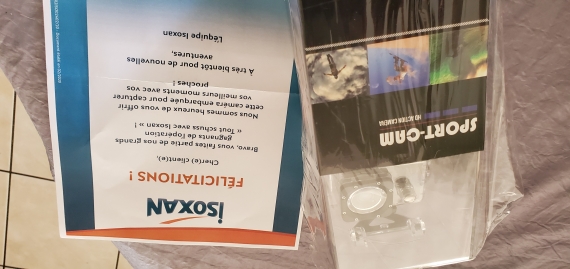 isoxan
FÉLICITATIONS !
Cher(e) client(e),
Bravo, vous faites partie de nos grands
gagnants de l'opération
« Tout schuss avec Isoxan » !
Nous sommes heureux de vous offrir
cette caméra embarquée pour capturer
vos meilleurs moments avec vos
proches !
À très bientôt pour de nouvelles
aventures,
L'équipe Isoxan
SPORT-CAM
HD ACTION CAMERA